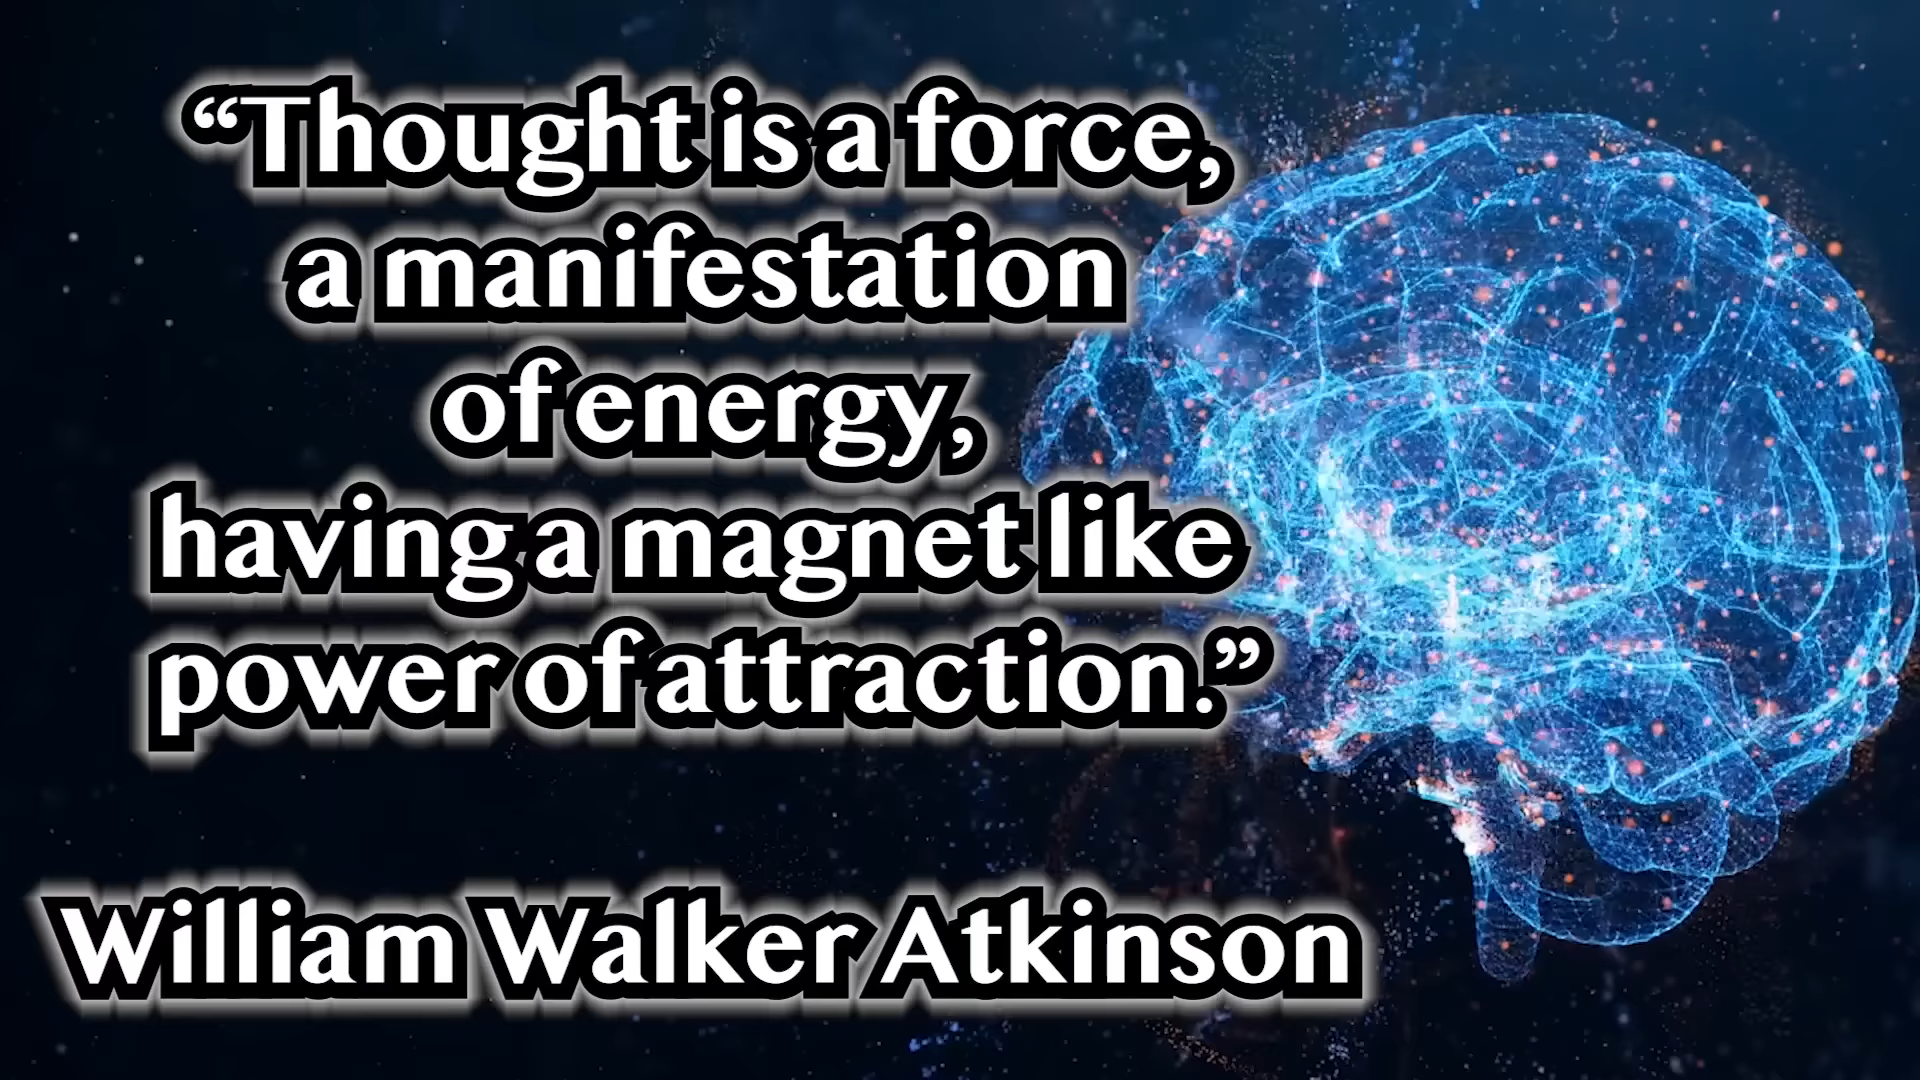 “Thought is a force,
a manifestation
of energy,
having a magnet like
power of attraction.”
William Walker Atkinson